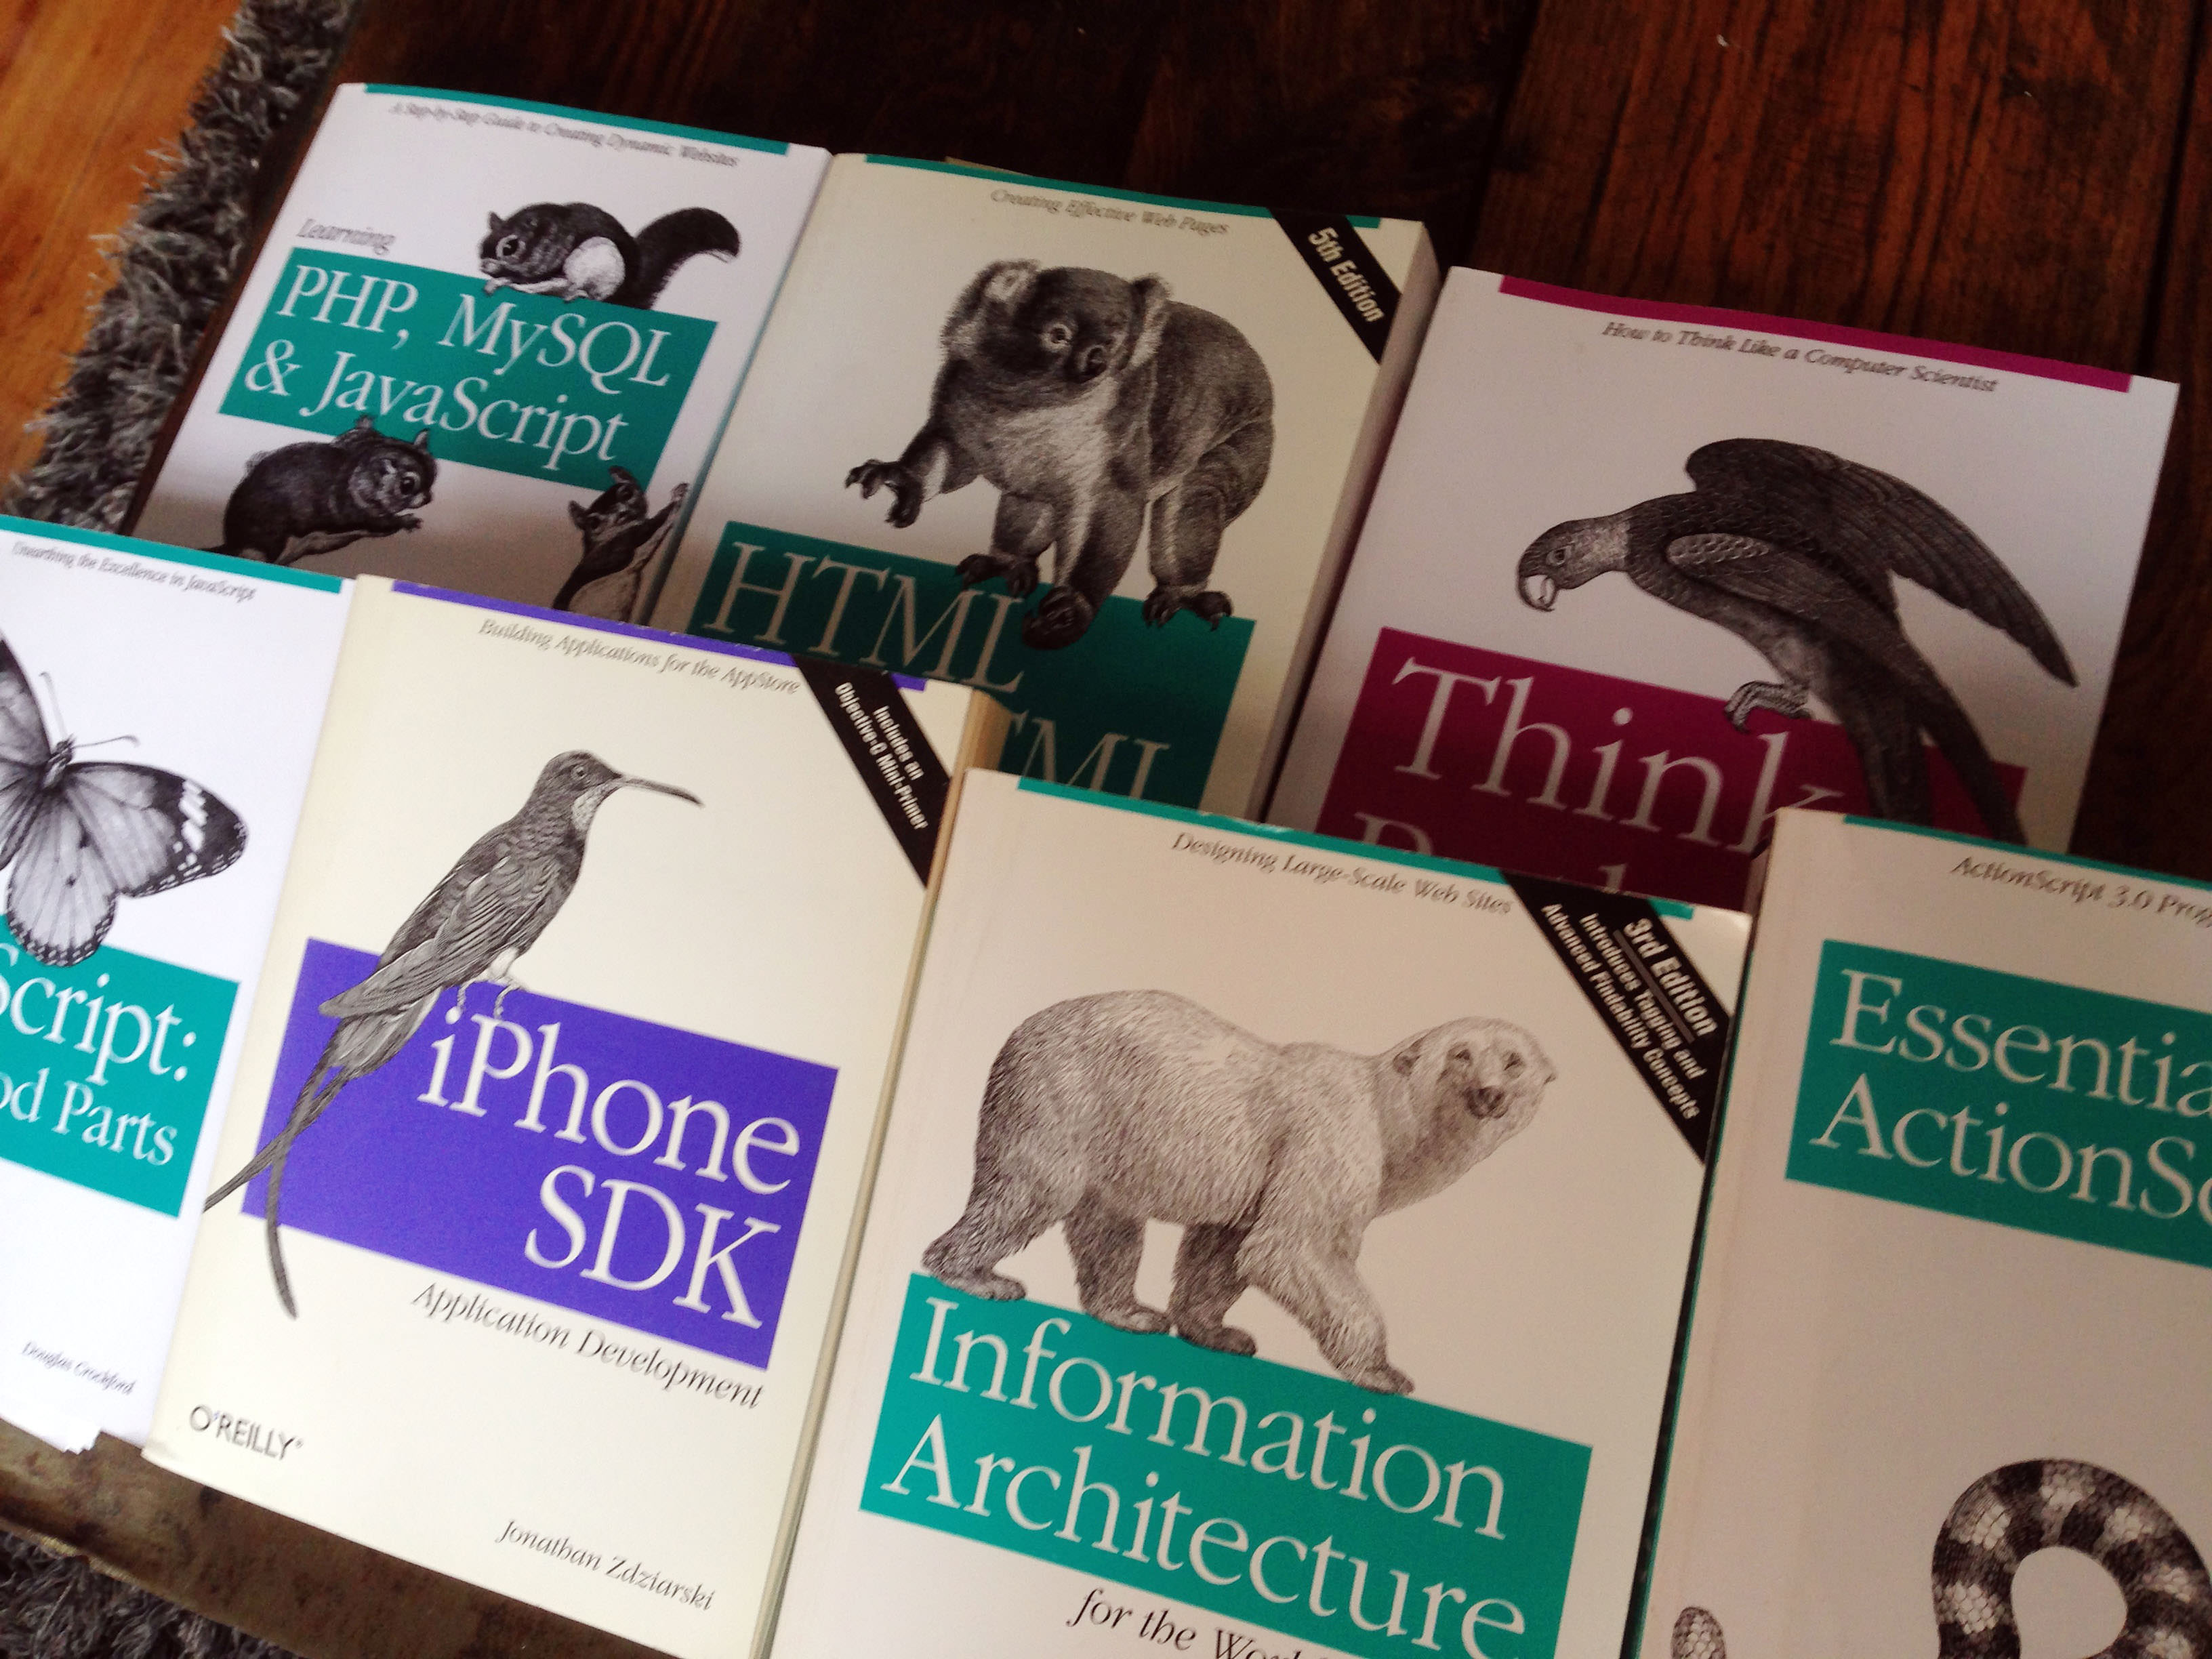 A Step-by-Step Guide to Creating Dynamic Websites
Learning
PHP, MySQL
& JavaScript
Creating Effective Web Pages
5th Edition
HTML
How to Think Like a Computer Scientist
Think
Unearthing the Excellence in JavaScript
Script:
od Parts
Douglas Crockford
Building Applications for the AppStore
Includes an
Objective-C Mini-Primer
iPhone
SDK
Application Development
O'REILLY®
Jonathan Zdziarski
Designing Large-Scale Web Sites
3rd Edition
Introduces Tagging and
Advanced Findability Concepts
Information
Architecture
for the
ActionScript 3.0
Essentia
ActionSc